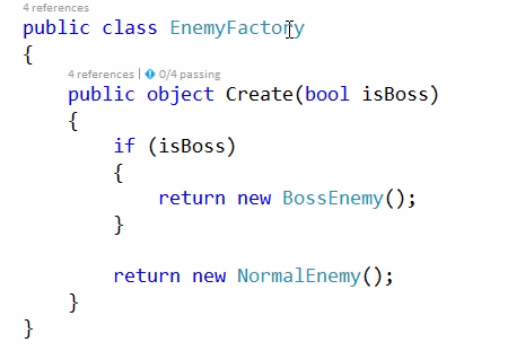 4 references
public class EnemyFactory
{
4 references | 0/4 passing
public object Create(bool isBoss)
{
if (isBoss)
{
return new BossEnemy();
}
return new NormalEnemy();
}
}